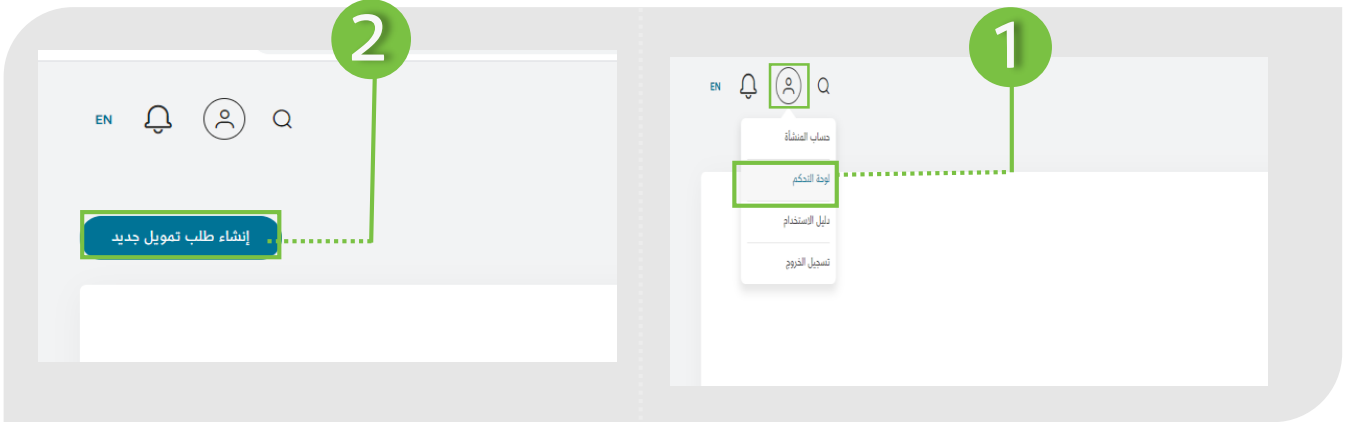 1
EN
حساب المنشأة
لوحة التحكم
دليل الاستخدام
تسجيل الخروج
2
EN
إنشاء طلب تمويل جديد